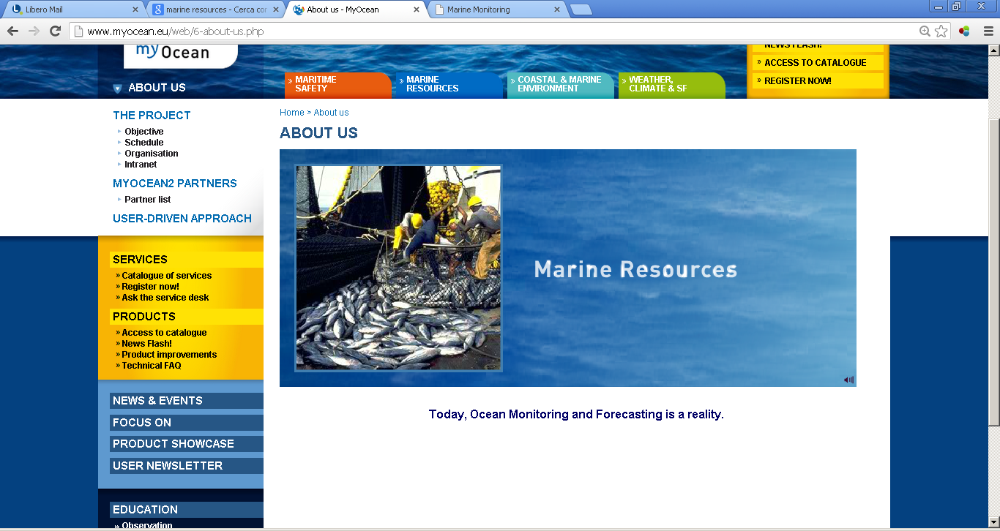 Libero Mail
marine resources - Cerca con
About us - MyOcean
Marine Monitoring
www.myocean.eu/web/6-about-us.php
my Ocean
ABOUT US
» MARITIME
SAFETY
» MARINE
RESOURCES
» COASTAL & MARINE
ENVIRONMENT
» WEATHER,
CLIMATE & SF
NEWS FLASH!
» ACCESS TO CATALOGUE
» REGISTER NOW!
THE PROJECT
Objective
Schedule
Organisation
Intranet
MYOCEAN2 PARTNERS
Partner list
USER-DRIVEN APPROACH
SERVICES
» Catalogue of services
» Register now!
» Ask the service desk
PRODUCTS
» Access to catalogue
» News Flash!
» Product improvements
» Technical FAQ
NEWS & EVENTS
FOCUS ON
PRODUCT SHOWCASE
USER NEWSLETTER
EDUCATION
» Observation
Home > About us
ABOUT US
Marine Resources
Today, Ocean Monitoring and Forecasting is a reality.